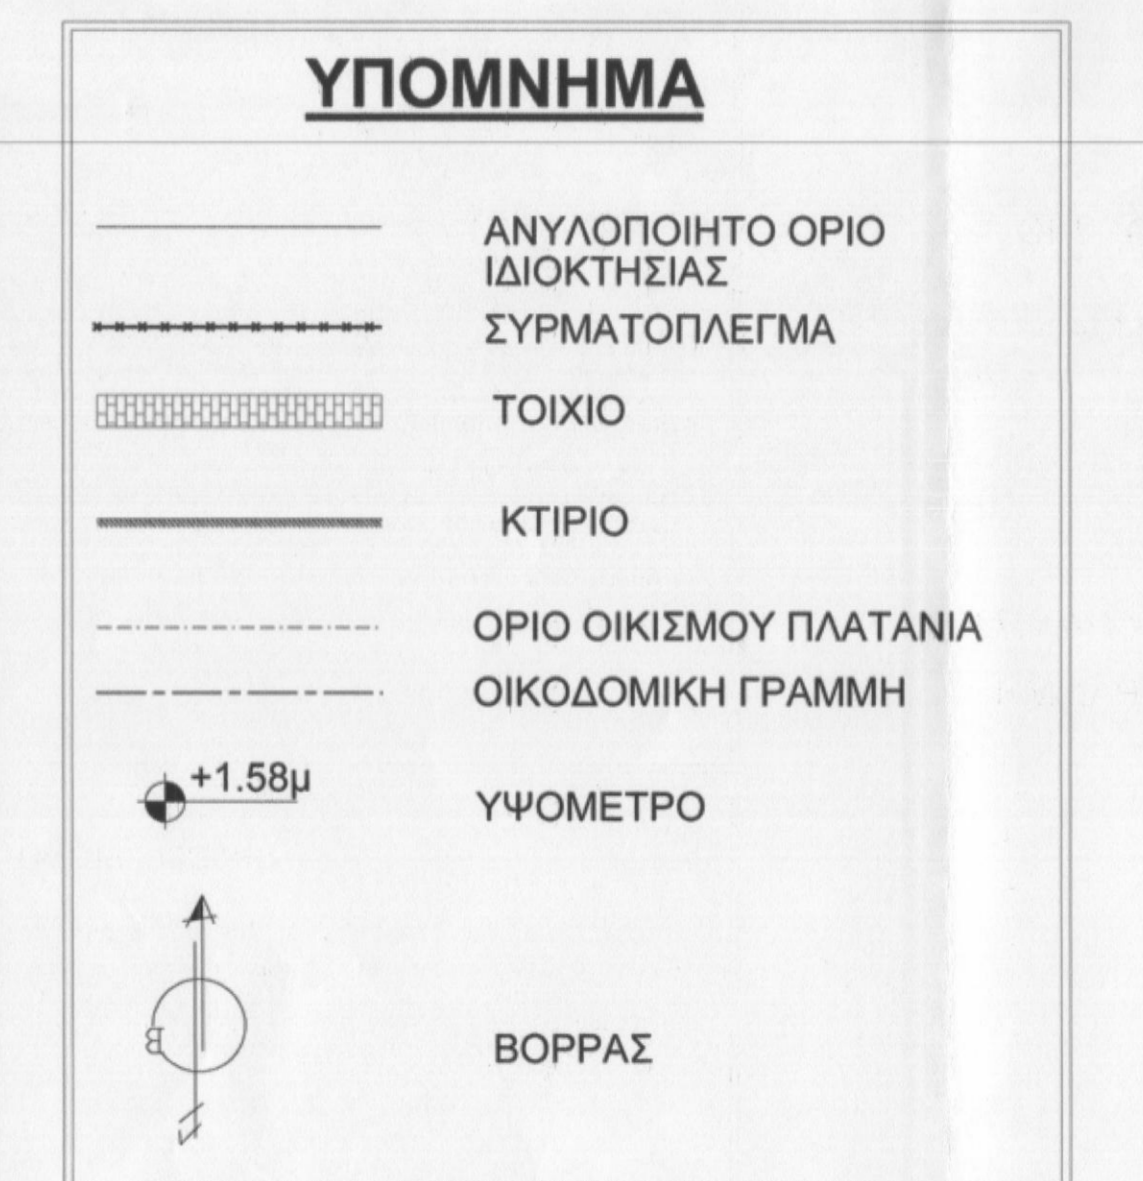 ΥΠΟΜΝΗΜΑ
ΑΝΥΛΟΠΟΙΗΤΟ ΟΡΙΟ
ΙΔΙΟΚΤΗΣΙΑΣ
ΣΥΡΜΑΤΟΠΛΕΓΜΑ
ΤΟΙΧΙΟ
ΚΤΙΡΙΟ
ΟΡΙΟ ΟΙΚΙΣΜΟΥ ΠΛΑΤΑΝΙΑ
ΟΙΚΟΔΟΜΙΚΗ ΓΡΑΜΜΗ
+1.58μ
ΥΨΟΜΕΤΡΟ
Β
ΒΟΡΡΑΣ